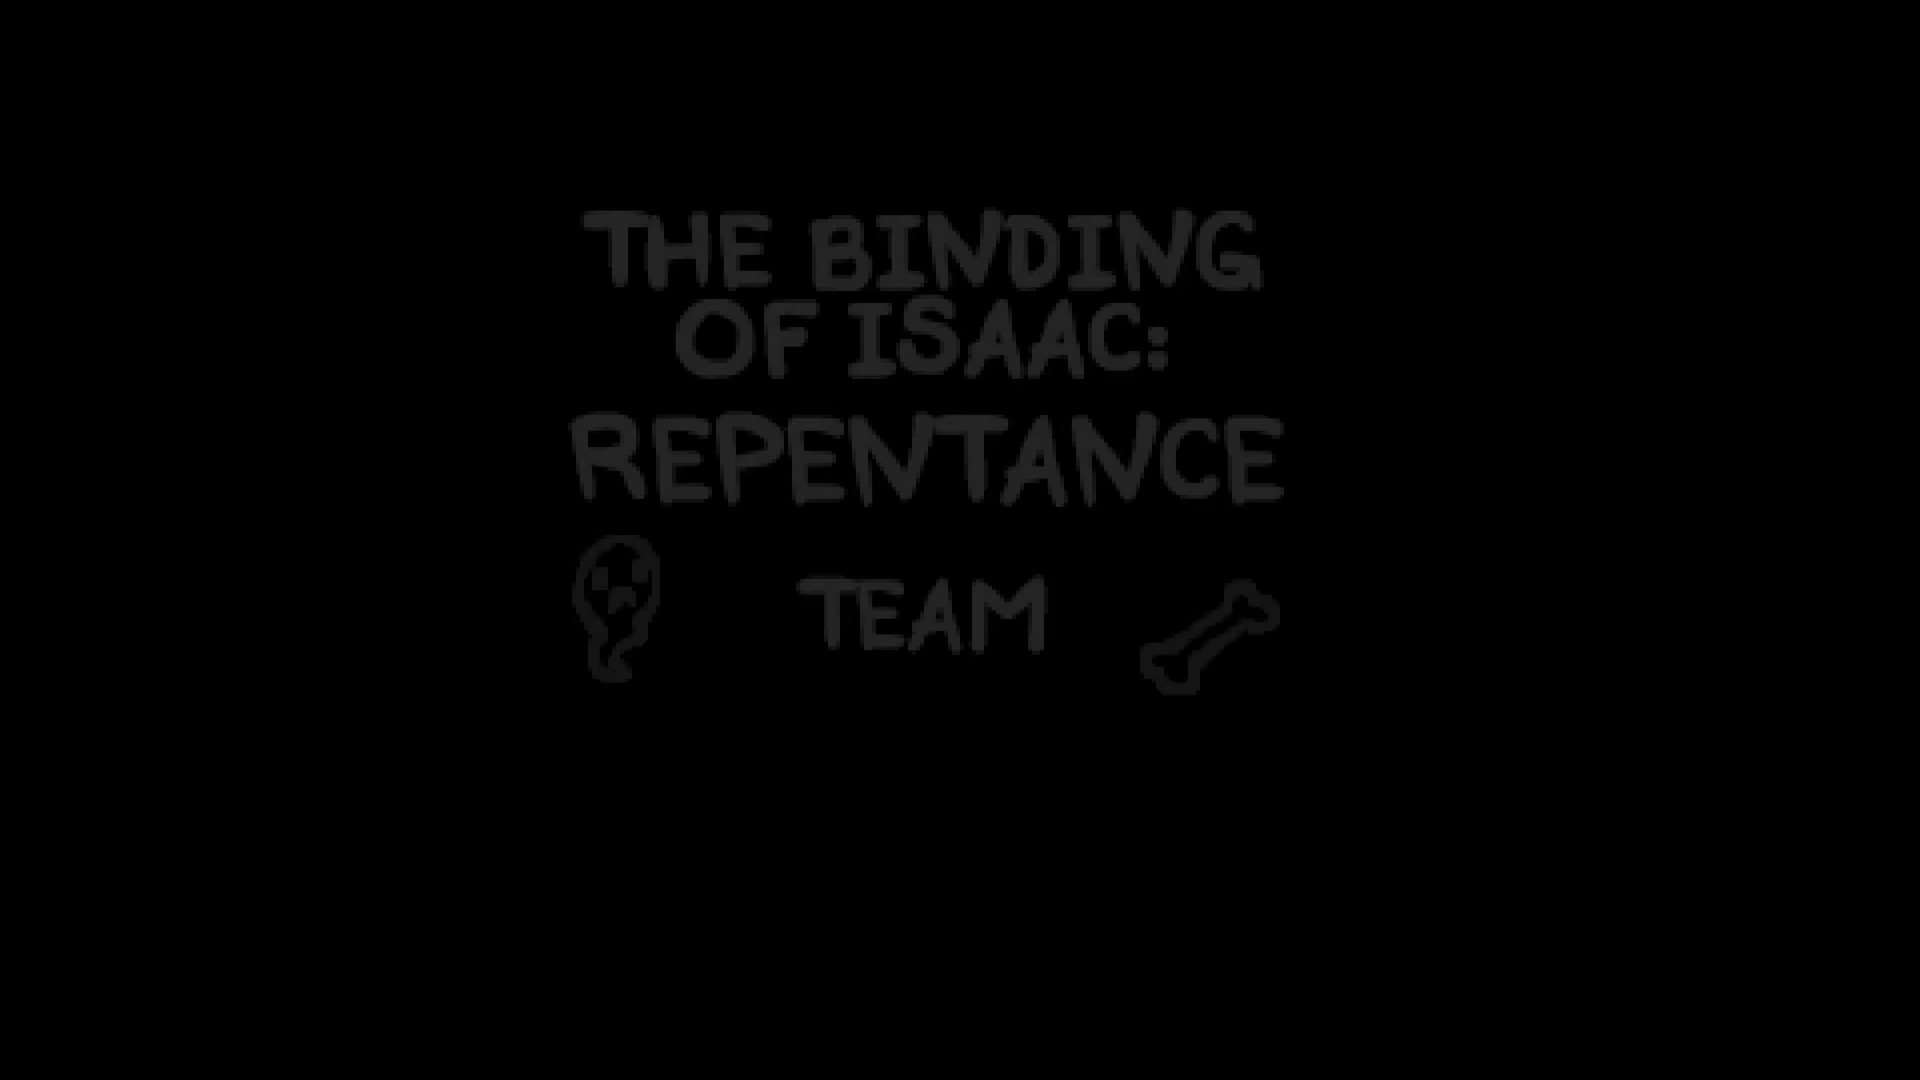 THE BINDING
OF ISAAC:
REPENTANCE
TEAM